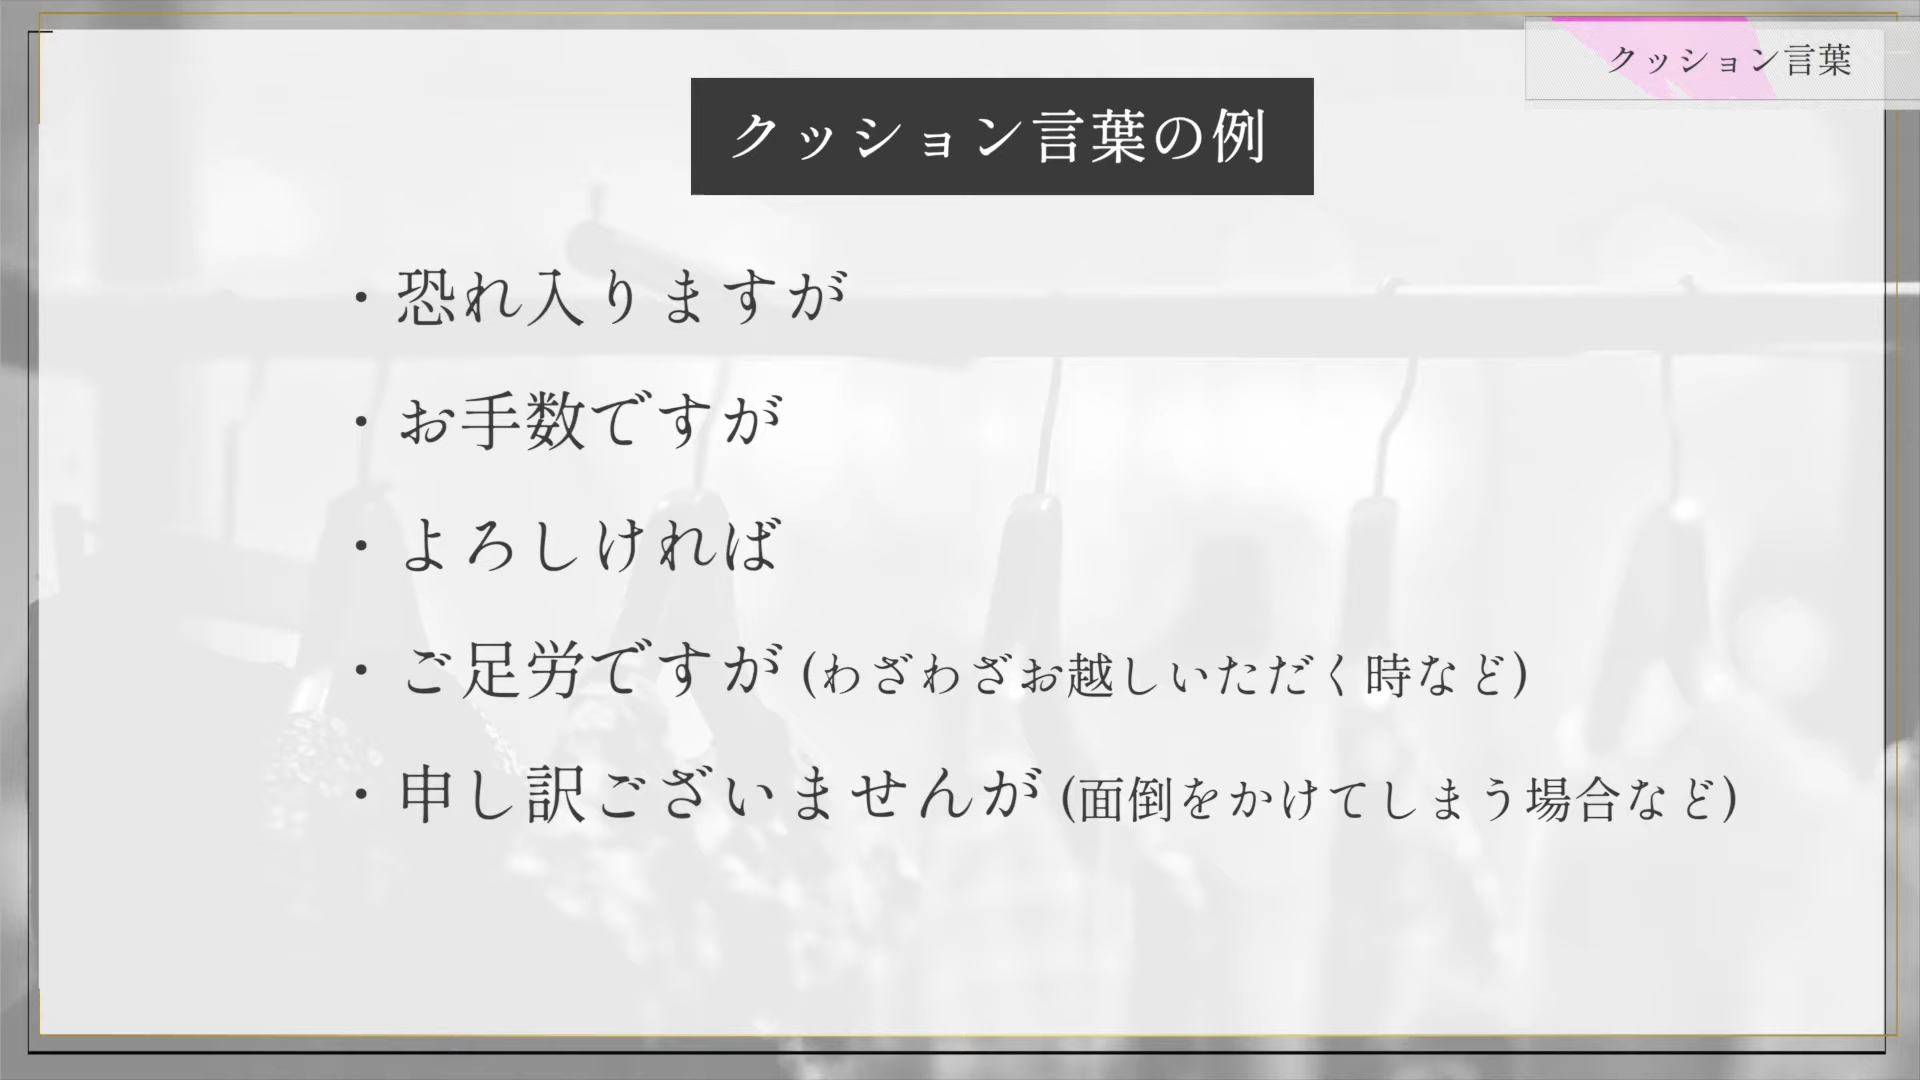 クッション言葉
クッション言葉の例
・恐れ入りますが
・お手数ですが
・よろしければ
・ご足労ですが (わざわざお越しいただく時など)
・申し訳ございませんが (面倒をかけてしまう場合など)